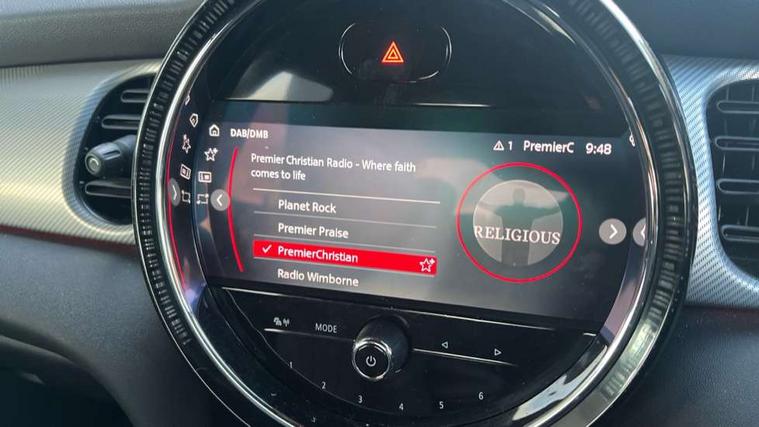 DAB/DMB
1 PremierC 9:48
Premier Christian Radio - Where faith
comes to life
Planet Rock
Premier Praise
PremierChristian
Radio Wimborne
RELIGIOUS
MODE
1 2 3 4 5 6